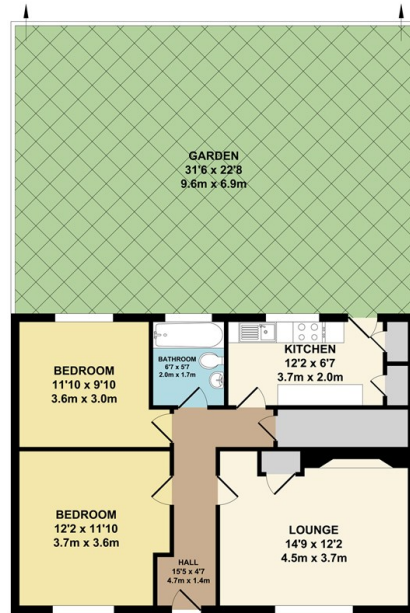 GARDEN
31'6 x 22'8
9.6m x 6.9m
BEDROOM
11'10 x 9'10
3.6m x 3.0m
BATHROOM
6'7 x 5'7
2.0m x 1.7m
KITCHEN
12'2 x 6'7
3.7m x 2.0m
BEDROOM
12'2 x 11'10
3.7m x 3.6m
HALL
15'5 x 4'7
4.7m x 1.4m
LOUNGE
14'9 x 12'2
4.5m x 3.7m